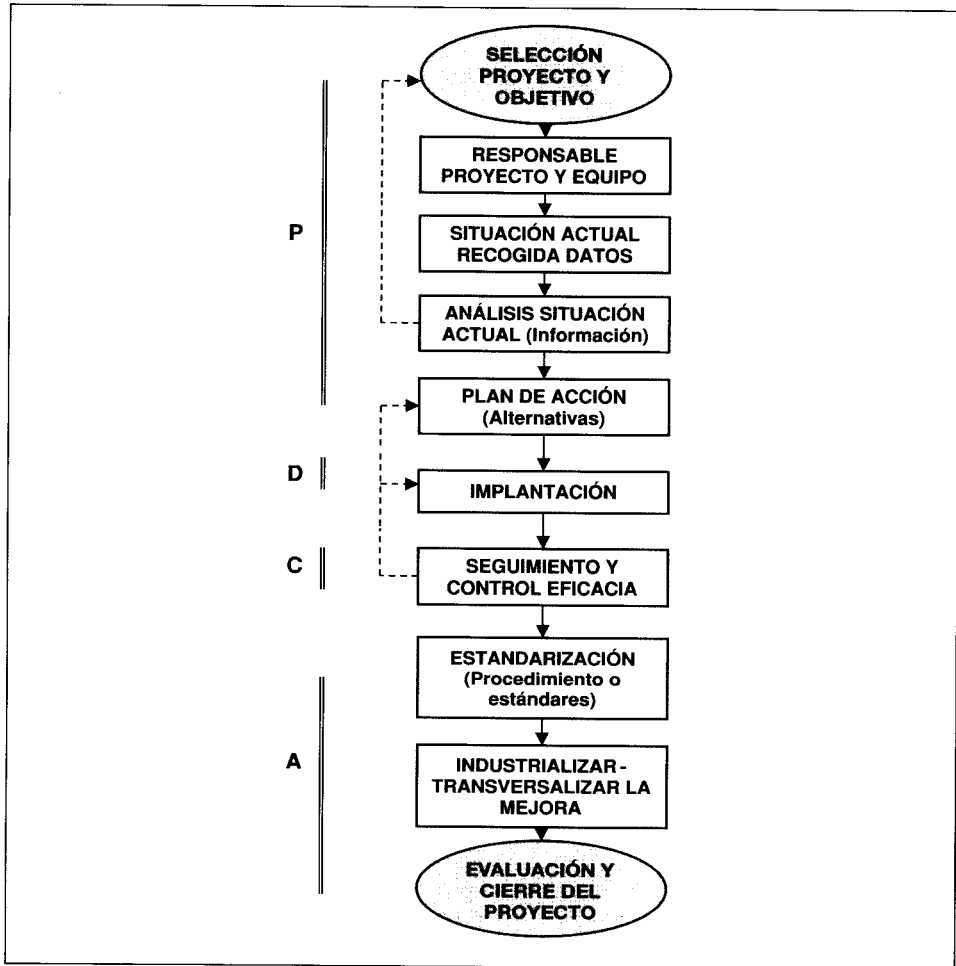 SELECCIÓN
PROYECTO Y
OBJETIVO
RESPONSABLE
PROYECTO Y EQUIPO
P
SITUACIÓN ACTUAL
RECOGIDA DATOS
ANÁLISIS SITUACIÓN
ACTUAL (Información)
PLAN DE ACCIÓN
(Alternativas)
D
IMPLANTACIÓN
C
SEGUIMIENTO Y
CONTROL EFICACIA
ESTANDARIZACIÓN
(Procedimiento o
estándares)
A
INDUSTRIALIZAR -
TRANSVERSALIZAR LA
MEJORA
EVALUACIÓN Y
CIERRE DEL
PROYECTO